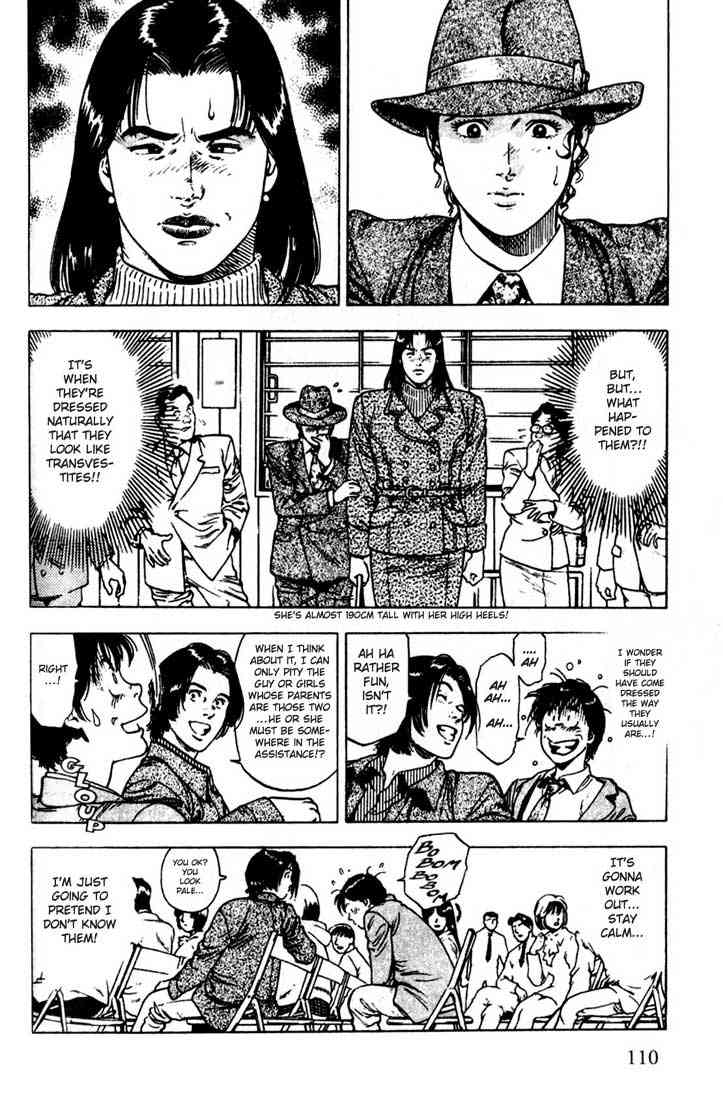 BUT,
BUT...
WHAT
HAP-
PENED TO
THEM?!!
IT'S
WHEN
THEY'RE
DRESSED
NATURALLY
THAT THEY
LOOK LIKE
TRANSVES-
TITES!!
SHE'S ALMOST 190CM TALL WITH HER HIGH HEELS!
I WONDER
IF THEY
SHOULD
HAVE COME
DRESSED
THE WAY
THEY
USUALLY
ARE...!
....
AH
AH
AH...
AH...
AH HA
RATHER
FUN,
ISN'T
IT?!
WHEN I THINK
ABOUT IT, I CAN
ONLY PITY THE
GUY OR GIRLS
WHOSE PARENTS
ARE THOSE TWO
...HE OR SHE
MUST BE SOME-
WHERE IN THE
ASSISTANCE!?
RIGHT
...!
GLOUP
IT'S
GONNA
WORK
OUT...
STAY
CALM...
BO
BOM
BO
BOM
YOU OK?
YOU
LOOK
PALE...
I'M JUST
GOING TO
PRETEND I
DON'T KNOW
THEM!
110